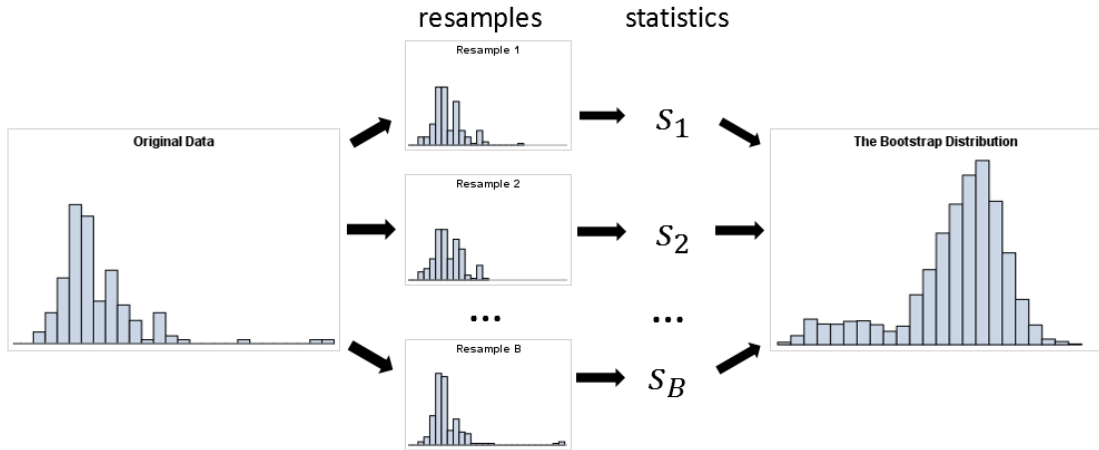 resamples
statistics
Original Data
Resample 1
Resample 2
...
Resample B
S1
S2
...
SB
The Bootstrap Distribution